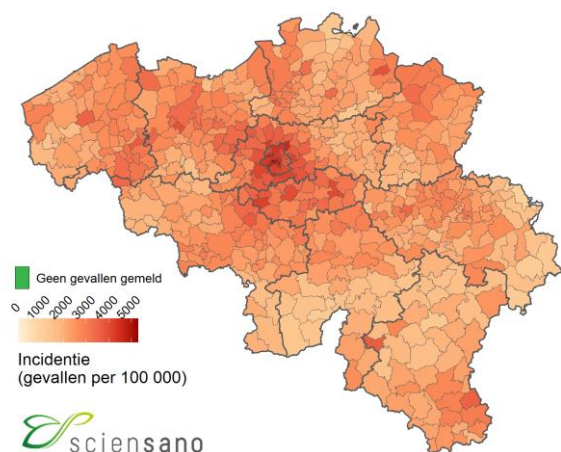 Geen gevallen gemeld
0 1000 2000 3000 4000 5000
Incidentie
(gevallen per 100 000)
sciensano